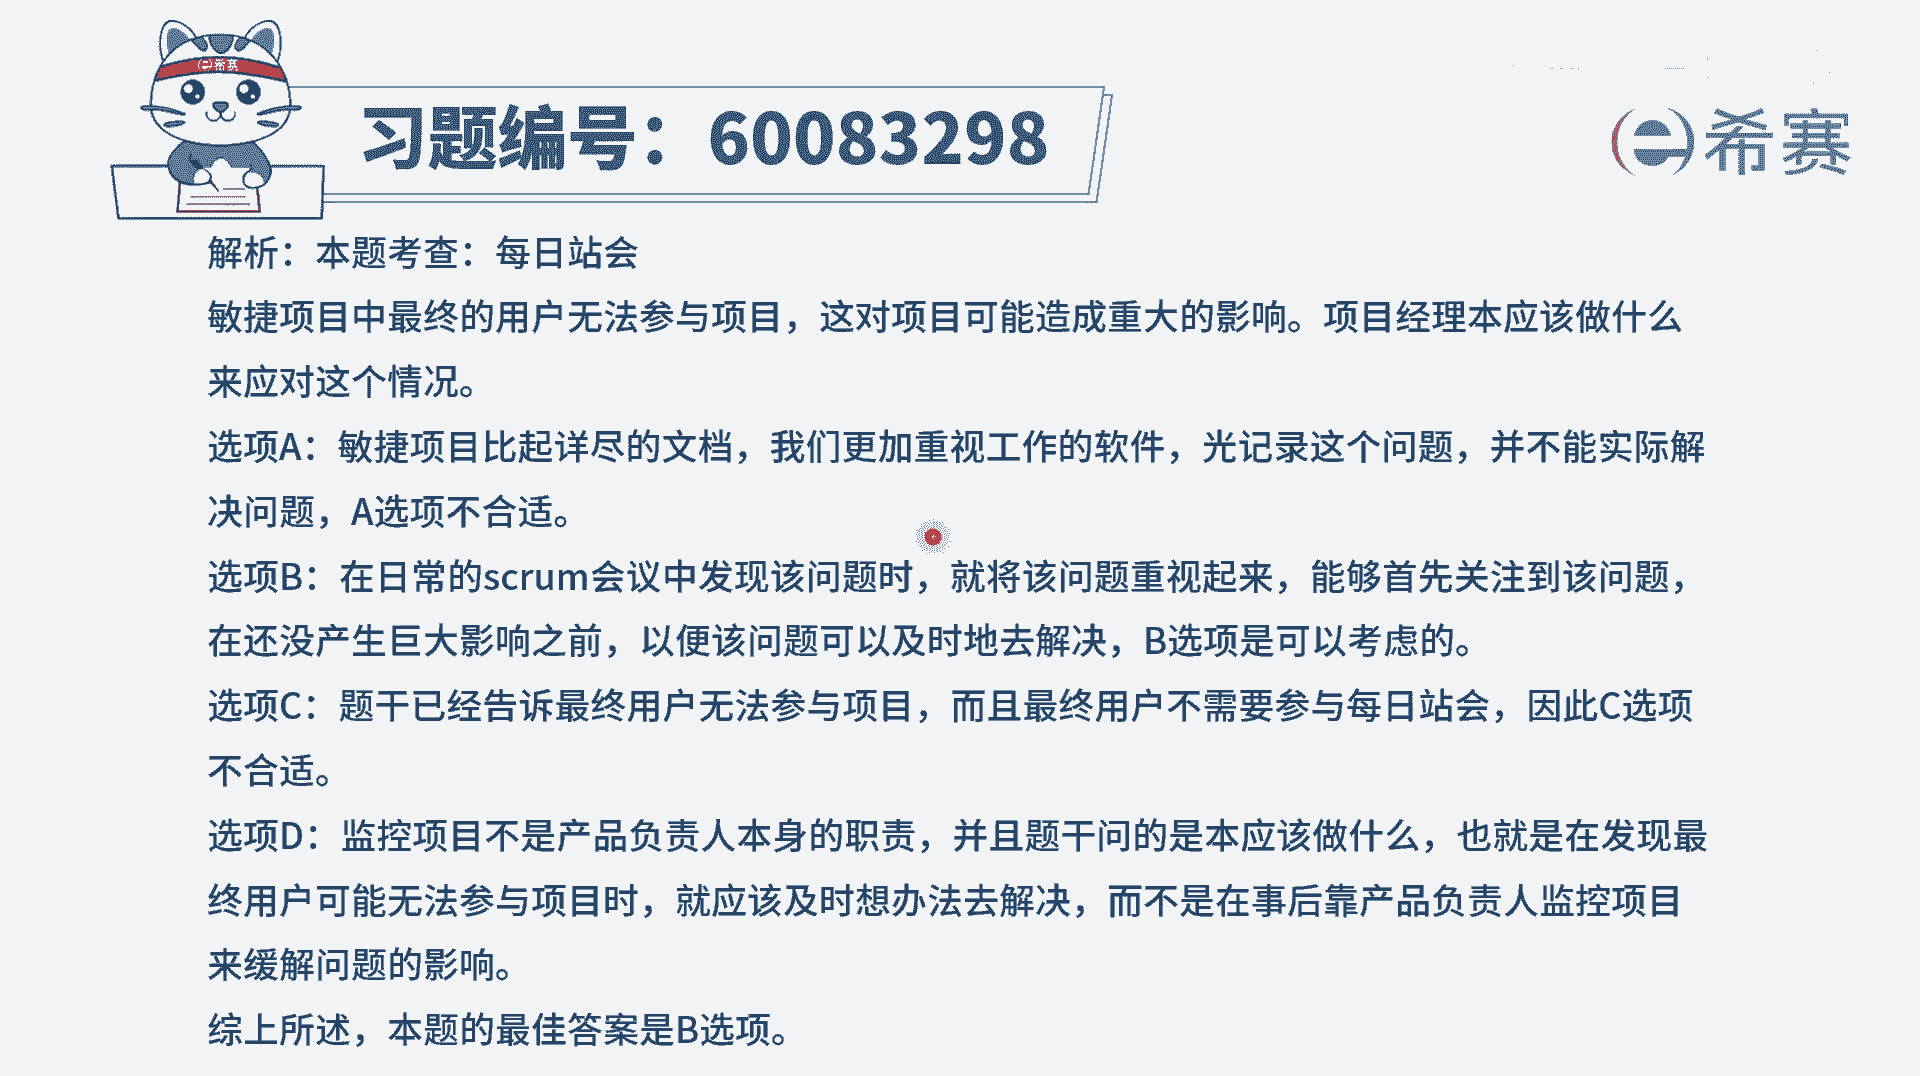 希赛
习题编号：60083298
希赛
解析：本题考查：每日站会
敏捷项目中最终的用户无法参与项目，这对项目可能造成重大的影响。项目经理本应该做什么
来应对这个情况。
选项A：敏捷项目比起详尽的文档，我们更加重视工作的软件，光记录这个问题，并不能实际解
决问题，A选项不合适。
选项B：在日常的scrum会议中发现该问题时，就将该问题重视起来，能够首先关注到该问题，
在还没产生巨大影响之前，以便该问题可以及时地去解决，B选项是可以考虑的。
选项C：题干已经告诉最终用户无法参与项目，而且最终用户不需要参与每日站会，因此C选项
不合适。
选项D：监控项目不是产品负责人本身的职责，并且题干问的是本应该做什么，也就是在发现最
终用户可能无法参与项目时，就应该及时想办法去解决，而不是在事后靠产品负责人监控项目
来缓解问题的影响。
综上所述，本题的最佳答案是B选项。